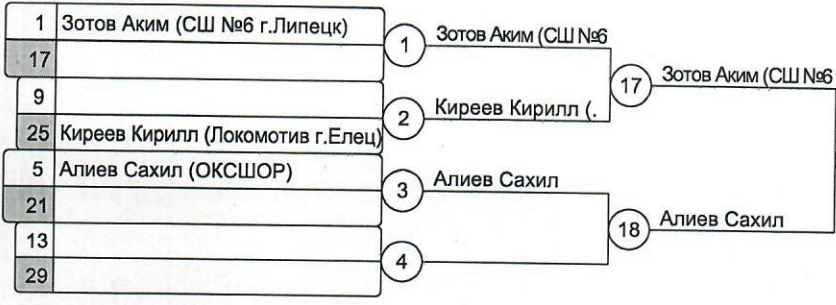 1 Зотов Аким (СШ №6 г.Липецк)
17
1
Зотов Аким (СШ №6
9
25 Киреев Кирилл (Локомотив г.Елец)
2
Киреев Кирилл (.
17
Зотов Аким (СШ №6
5 Алиев Сахил (ОКСШОР)
21
3
Алиев Сахил
13
29
4
18
Алиев Сахил